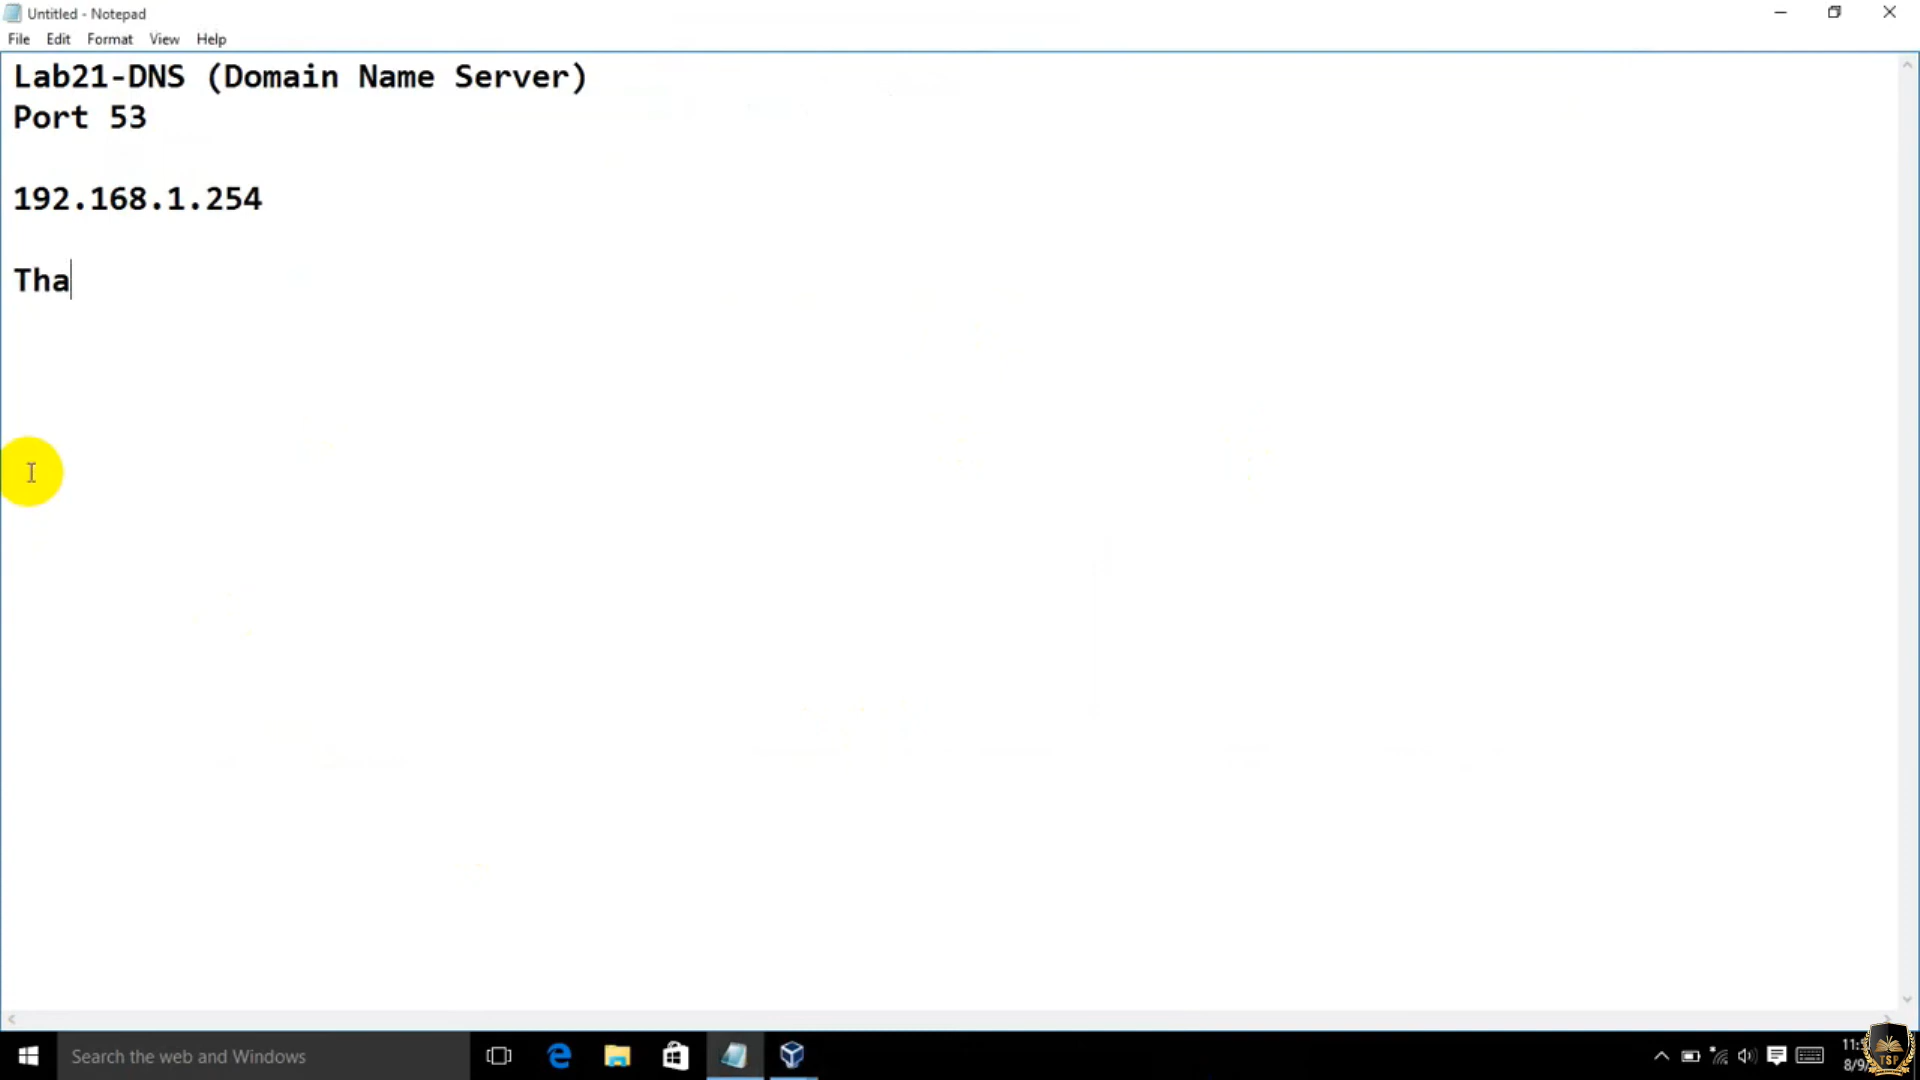 Untitled - Notepad
File Edit Format View Help
Lab21-DNS (Domain Name Server)
Port 53
192.168.1.254
Tha
Search the web and Windows
TSP